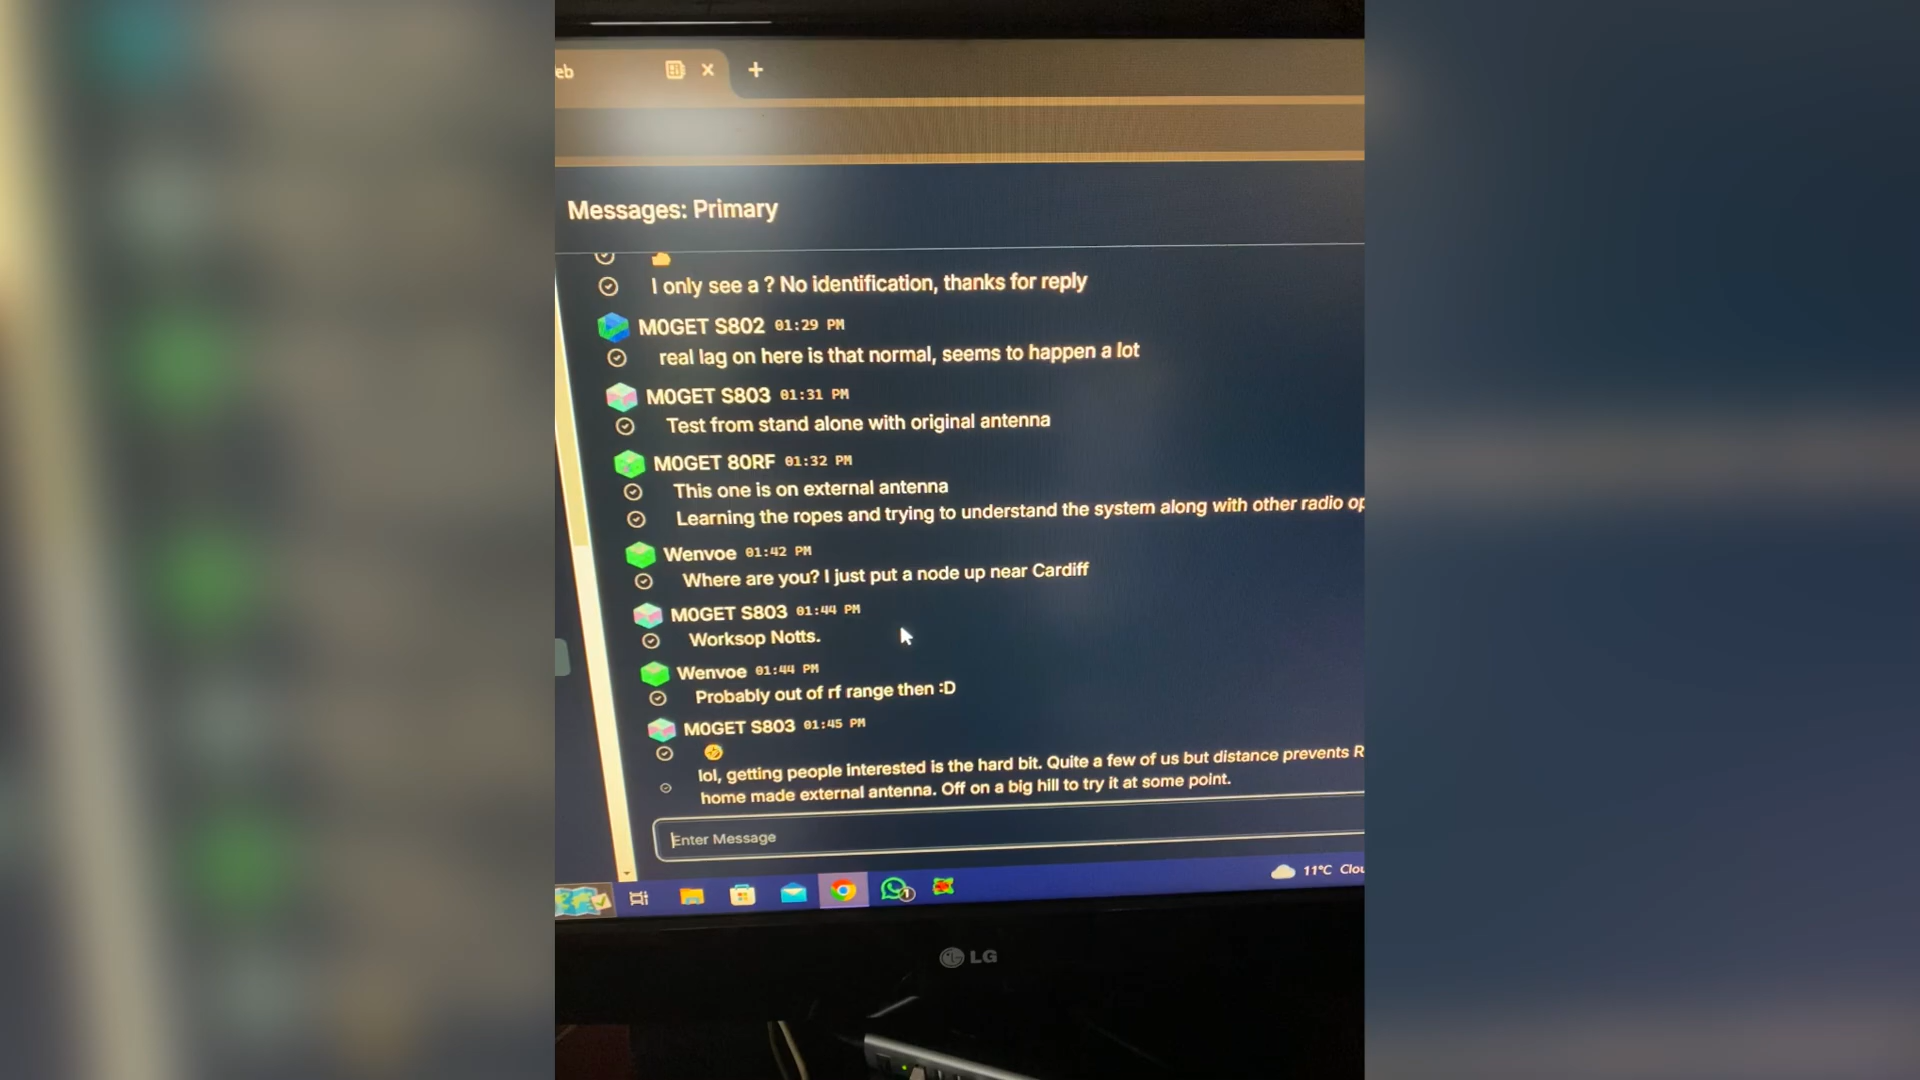 eb
Messages: Primary
I only see a ? No identification, thanks for reply
M0GET S802 01:29 PM
real lag on here is that normal, seems to happen a lot
M0GET S803 01:31 PM
Test from stand alone with original antenna
M0GET 80RF 01:32 PM
This one is on external antenna
Learning the ropes and trying to understand the system along with other radio op
Wenvoe 01:42 PM
Where are you? I just put a node up near Cardiff
M0GET S803 01:44 PM
Worksop Notts.
Wenvoe 01:44 PM
Probably out of rf range then :D
M0GET S803 01:45 PM
🤣
lol, getting people interested is the hard bit. Quite a few of us but distance prevents R
home made external antenna. Off on a big hill to try it at some point.
Enter Message
1
11°C Clou
LG